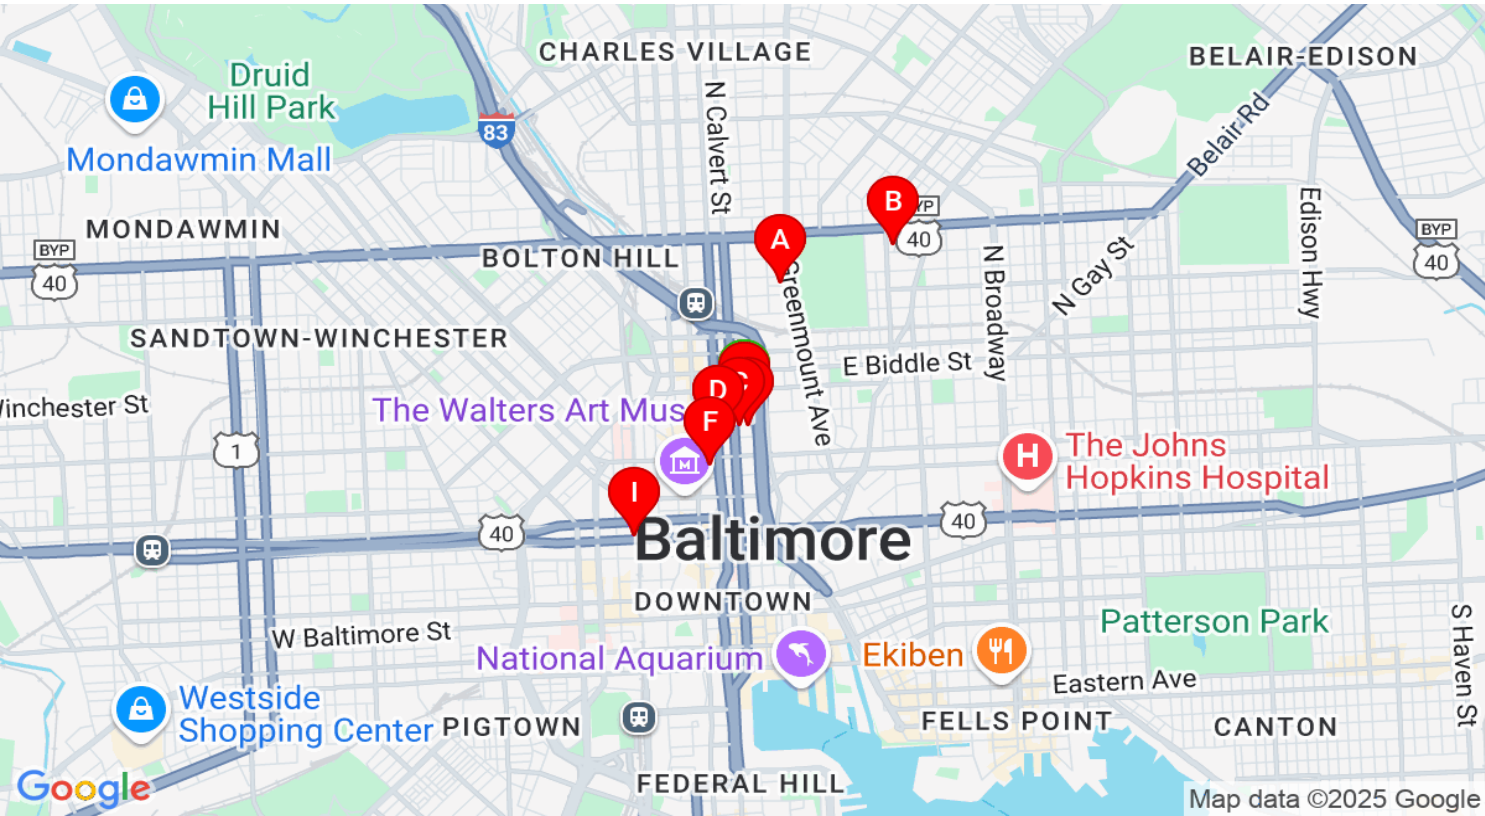 CHARLES VILLAGE
BELAIR-EDISON
Druid
Hill Park
N Calvert St
83
Belair Rd
Mondawmin Mall
B
BYP
40
A
Edison Hwy
MONDAWMIN
BYP
40
BYP
40
BOLTON HILL
N Broadway
N Gay St
Greenmount Ave
SANDTOWN-WINCHESTER
E Biddle St
D
The Walters Art Mus
F
Winchester St
1
H
The Johns
Hopkins Hospital
I
40
Baltimore
40
DOWNTOWN
W Baltimore St
National Aquarium
Ekiben
Patterson Park
S Haven St
Eastern Ave
Westside
Shopping Center
PIGTOWN
FELLS POINT
CANTON
FEDERAL HILL
Google
Map data ©2025 Google